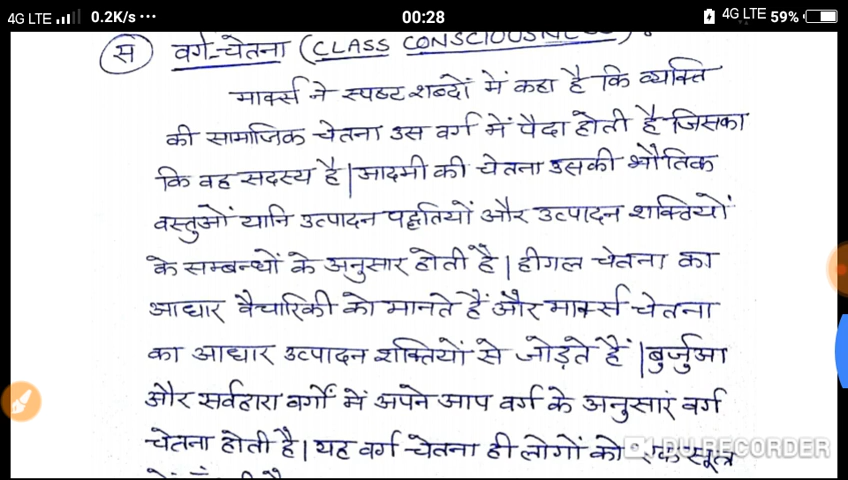 4G LTE 0.2K/s ... 00:28 4G LTE 59%
स वर्ग-चेतना (CLASS CONSCIOUSNESS) :
मार्क्स ने स्पष्ट शब्दों में कहा है कि व्यक्ति
की सामाजिक चेतना उस वर्ग में पैदा होती है जिसका
कि वह सदस्य है। आदमी की चेतना उसकी भौतिक
वस्तुओं यानि उत्पादन पद्दतियों और उत्पादन शक्तियों
के सम्बन्धों के अनुसार होती है। हीगल चेतना का
आधार वैचारिकी को मानते हैं और मार्क्स चेतना
का आधार उत्पादन शक्तियों से जोड़ते हैं। बुर्जुआ
और सर्वहारा वर्गों में अपने आप वर्ग के अनुसार वर्ग
चेतना होती है। यह वर्ग चेतना ही लोगों को एक सूत्र
DU RECORDER